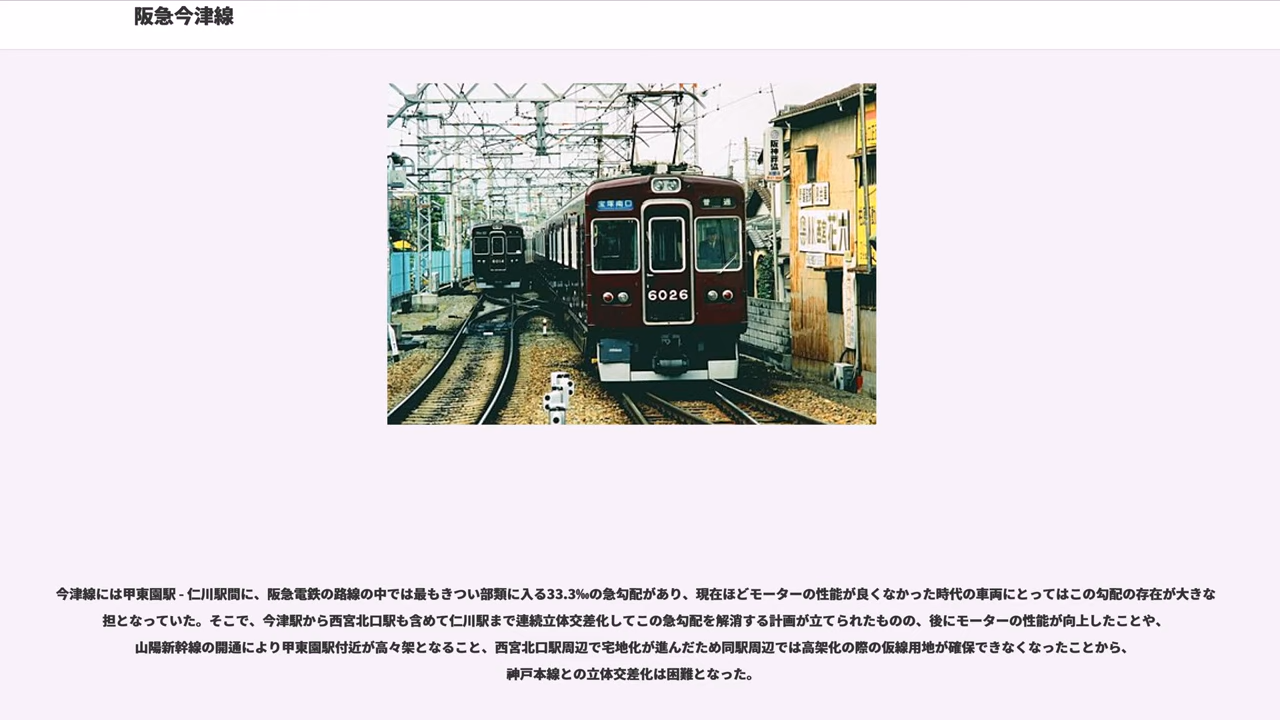 阪急今津線
阪神許協
宝塚南口
普通
6026
6014
今津線には甲東園駅 - 仁川駅間に、阪急電鉄の路線の中では最もきつい部類に入る33.3‰の急勾配があり、現在ほどモーターの性能が良くなかった時代の車両にとってはこの勾配の存在が大きな
担となっていた。そこで、今津駅から西宮北口駅も含めて仁川駅まで連続立体交差化してこの急勾配を解消する計画が立てられたものの、後にモーターの性能が向上したことや、
山陽新幹線の開通により甲東園駅付近が高々架となること、西宮北口駅周辺で宅地化が進んだため同駅周辺では高架化の際の仮線用地が確保できなくなったことから、
神戸本線との立体交差化は困難となった。